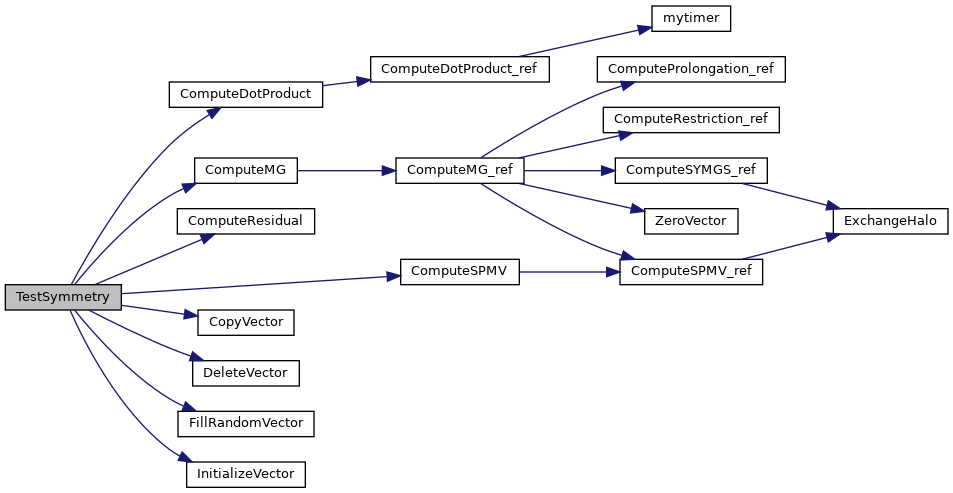 mytimer
ComputeDotProduct_ref
ComputeProlongation_ref
ComputeDotProduct
ComputeRestriction_ref
ComputeMG
ComputeMG_ref
ComputeSYMGS_ref
ComputeResidual
ZeroVector
ExchangeHalo
ComputeSPMV
ComputeSPMV_ref
TestSymmetry
CopyVector
DeleteVector
FillRandomVector
InitializeVector